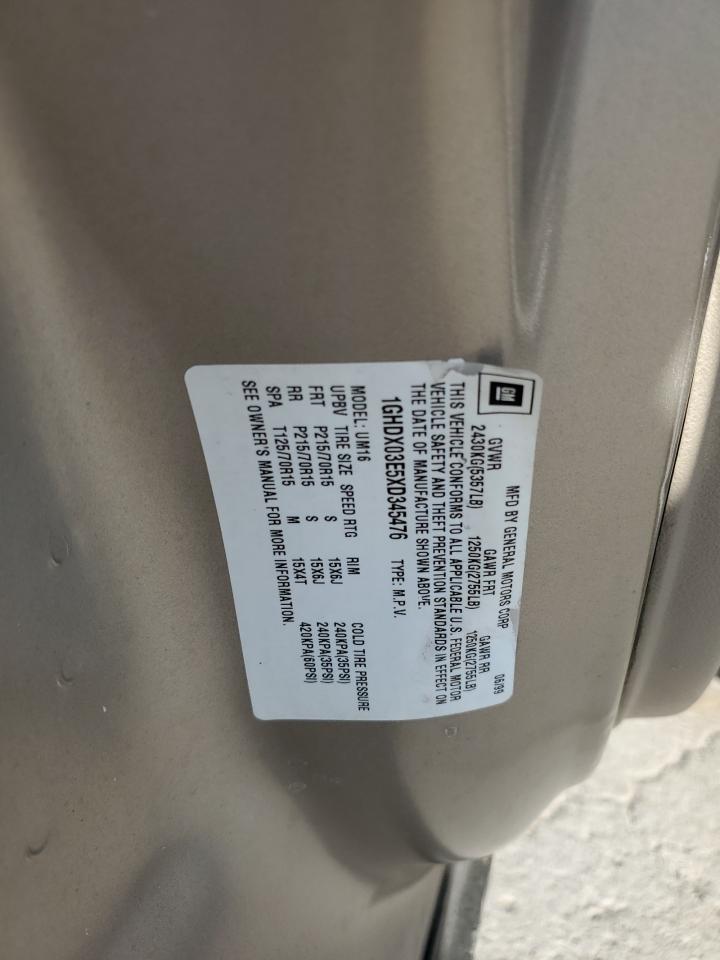 GM
MFD BY GENERAL MOTORS CORP 06/99
GVWR GAWR FRT GAWR RR
2430KG(5357LB) 1250KG(2755LB) 1250KG(2755LB)
THIS VEHICLE CONFORMS TO ALL APPLICABLE U.S. FEDERAL MOTOR
VEHICLE SAFETY AND THEFT PREVENTION STANDARDS IN EFFECT ON
THE DATE OF MANUFACTURE SHOWN ABOVE.
1GHDX03E5XD345476 TYPE: M.P.V.
MODEL: UM16
UPBV TIRE SIZE SPEED RTG RIM COLD TIRE PRESSURE
FRT P215/70R15 S 15X6J 240KPA(35PSI)
RR P215/70R15 S 15X6J 240KPA(35PSI)
SPA T125/70R15 M 15X4T 420KPA(60PSI)
SEE OWNER'S MANUAL FOR MORE INFORMATION.